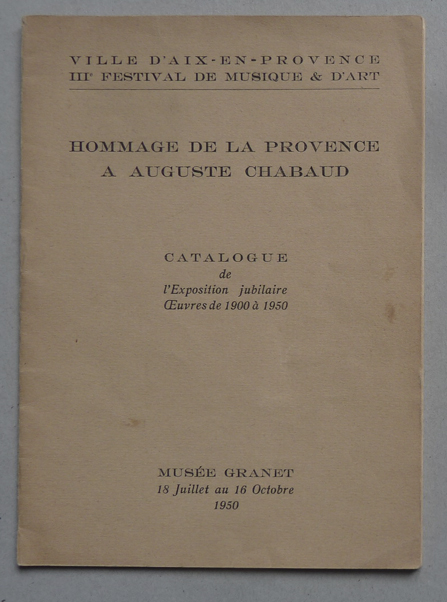 VILLE D'AIX-EN-PROVENCE
IIIe FESTIVAL DE MUSIQUE & D'ART
HOMMAGE DE LA PROVENCE
A AUGUSTE CHABAUD
CATALOGUE
de
l'Exposition jubilaire
Œuvres de 1900 à 1950
MUSÉE GRANET
18 Juillet au 16 Octobre
1950